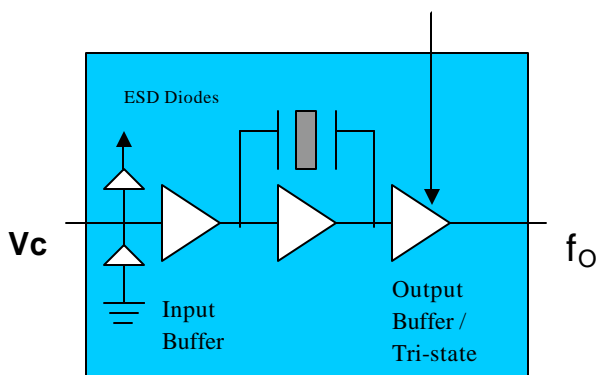 ESD Diodes
Vc
Input
Buffer
Output
Buffer /
Tri-state
fO